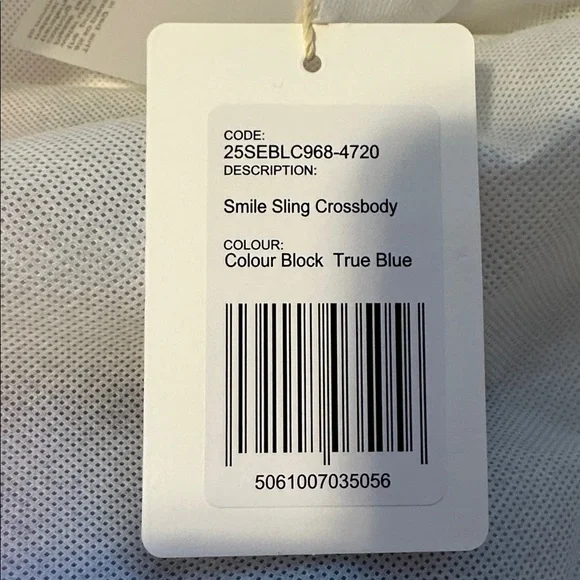 CODE:
25SEBLC968-4720
DESCRIPTION:
Smile Sling Crossbody
COLOUR:
Colour Block True Blue
5061007035056